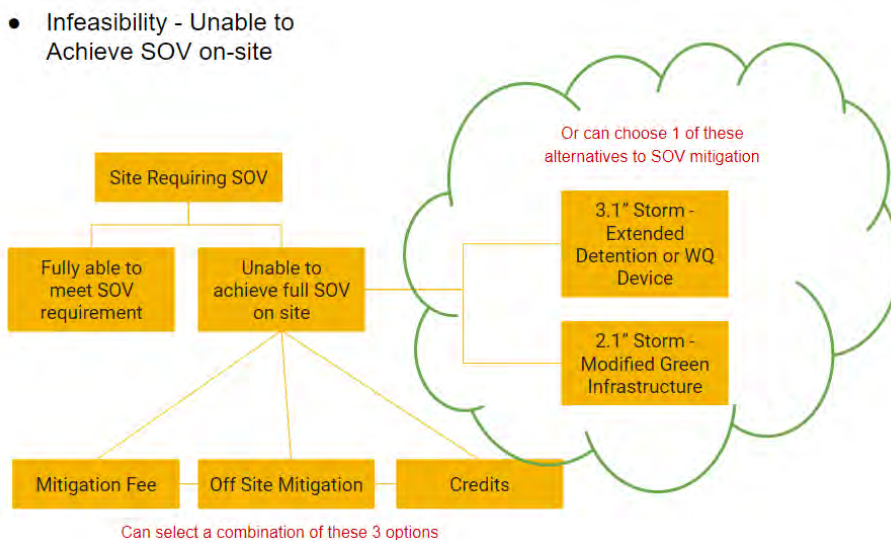 ● Infeasibility - Unable to
Achieve SOV on-site
Or can choose 1 of these
alternatives to SOV mitigation
Site Requiring SOV
3.1” Storm -
Extended
Detention or WQ
Device
Fully able to
meet SOV
requirement
Unable to
achieve full SOV
on site
2.1” Storm -
Modified Green
Infrastructure
Mitigation Fee
Off Site Mitigation
Credits
Can select a combination of these 3 options